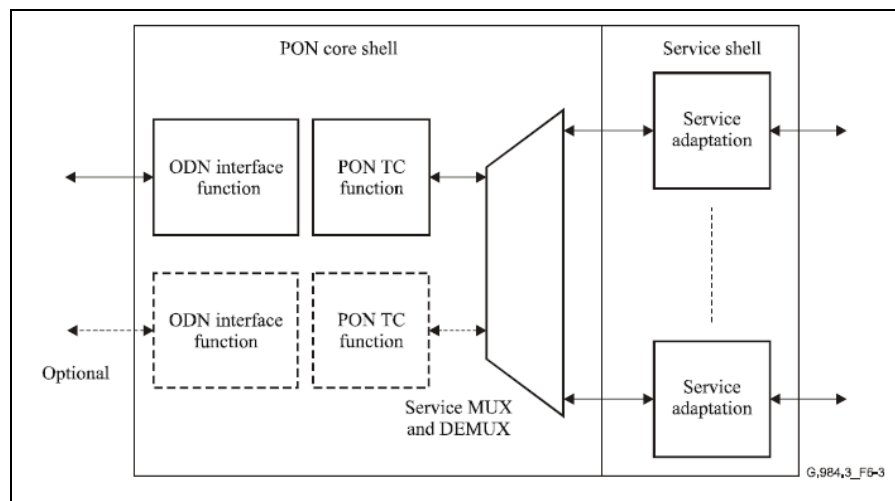 PON core shell
Service shell
ODN interface
function
PON TC
function
Service
adaptation
ODN interface
function
PON TC
function
Optional
Service MUX
and DEMUX
Service
adaptation
G,984,3_F6-3